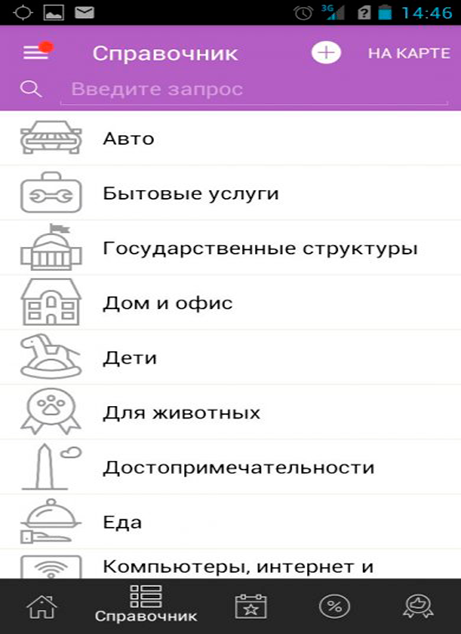 3G 14:46
Справочник НА КАРТЕ
Введите запрос
Авто
Бытовые услуги
Государственные структуры
Дом и офис
Дети
Для животных
Достопримечательности
Еда
Компьютеры, интернет и
Справочник